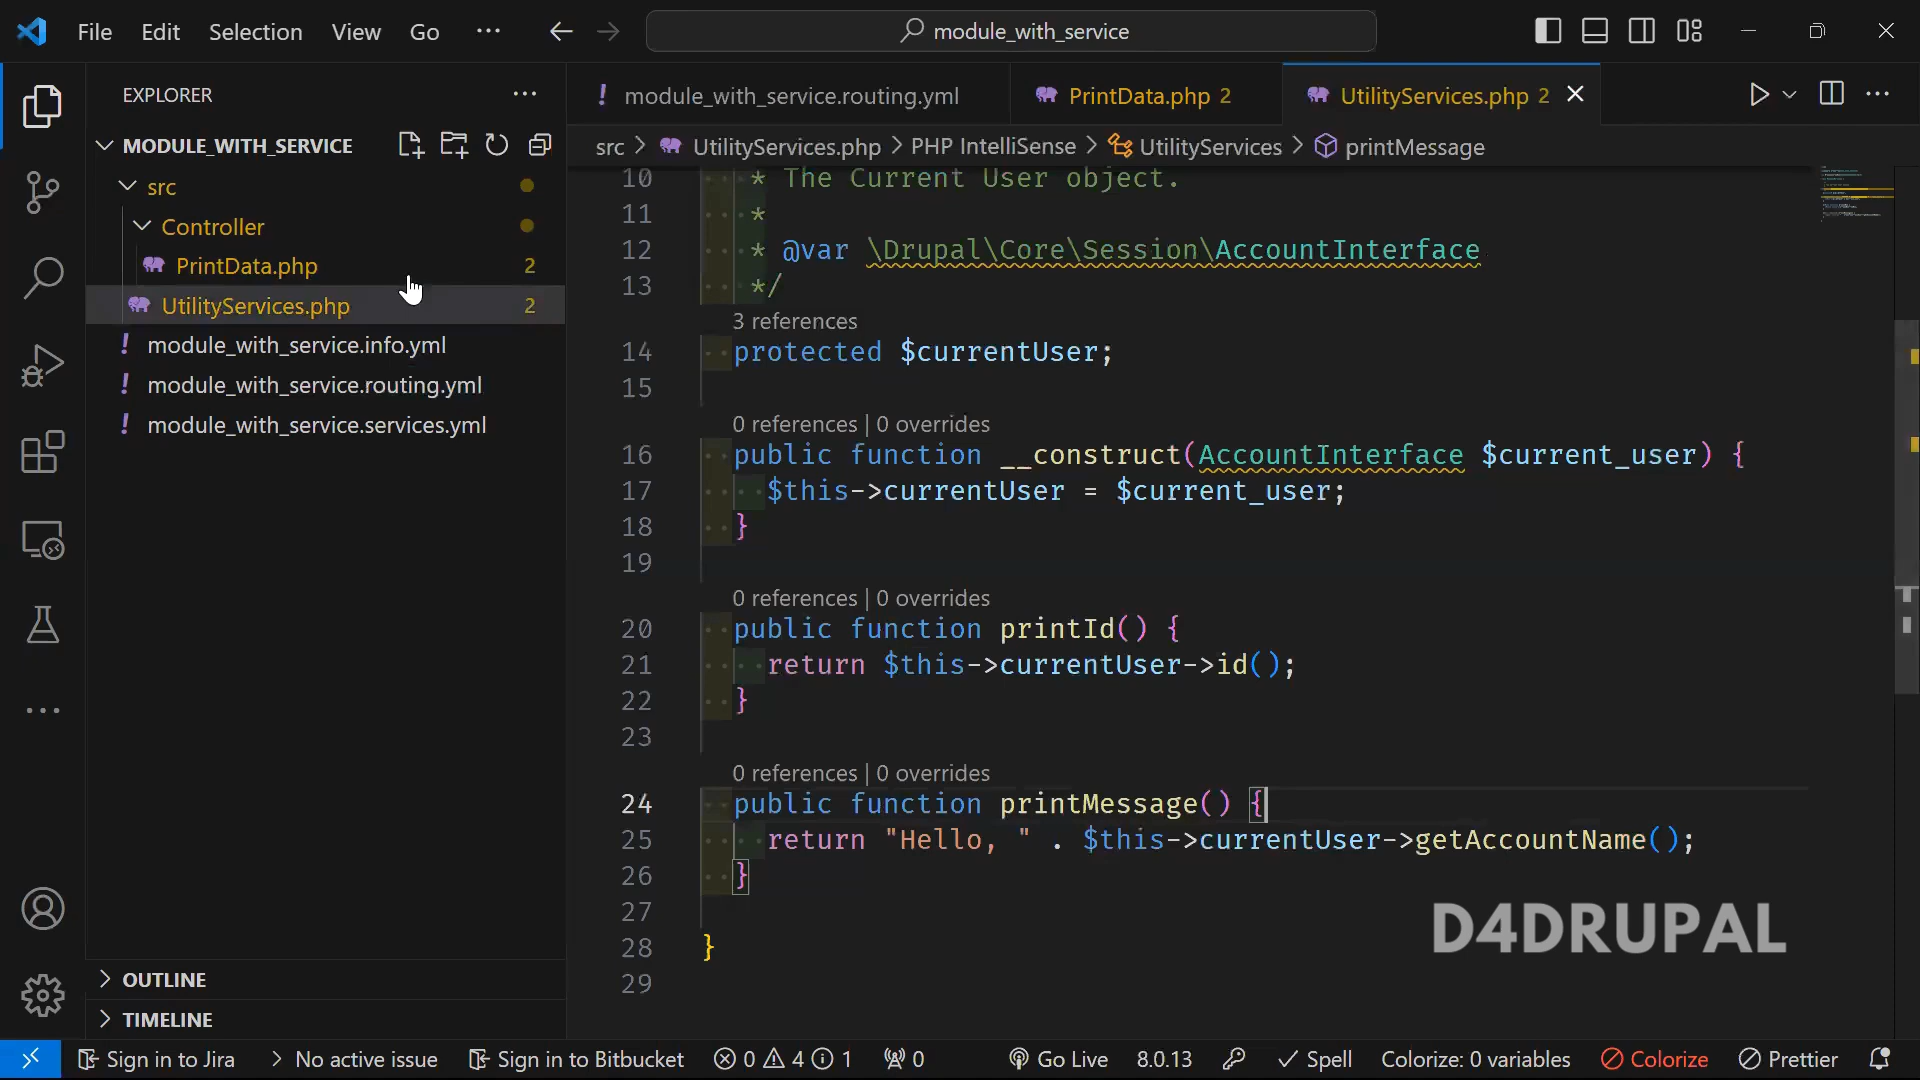 File Edit Selection View Go ··· module_with_service
EXPLORER
MODULE_WITH_SERVICE
src
Controller
PrintData.php 2
UtilityServices.php 2
! module_with_service.info.yml
! module_with_service.routing.yml
! module_with_service.services.yml
OUTLINE
TIMELINE
! module_with_service.routing.yml PrintData.php 2 UtilityServices.php 2
src > UtilityServices.php > PHP IntelliSense > UtilityServices > printMessage
10 * The Current User object.
11 *
12 * @var \Drupal\Core\Session\AccountInterface
13 */
3 references
14 protected $currentUser;
15
0 references | 0 overrides
16 public function __construct(AccountInterface $current_user) {
17 $this->currentUser = $current_user;
18 }
19
0 references | 0 overrides
20 public function printId() {
21 return $this->currentUser->id();
22 }
23
0 references | 0 overrides
24 public function printMessage() {
25 return "Hello, " . $this->currentUser->getAccountName();
26 }
27
28 }
29
D4DRUPAL
Sign in to Jira > No active issue Sign in to Bitbucket 0 4 1 0 Go Live 8.0.13 Spell Colorize: 0 variables Colorize Prettier